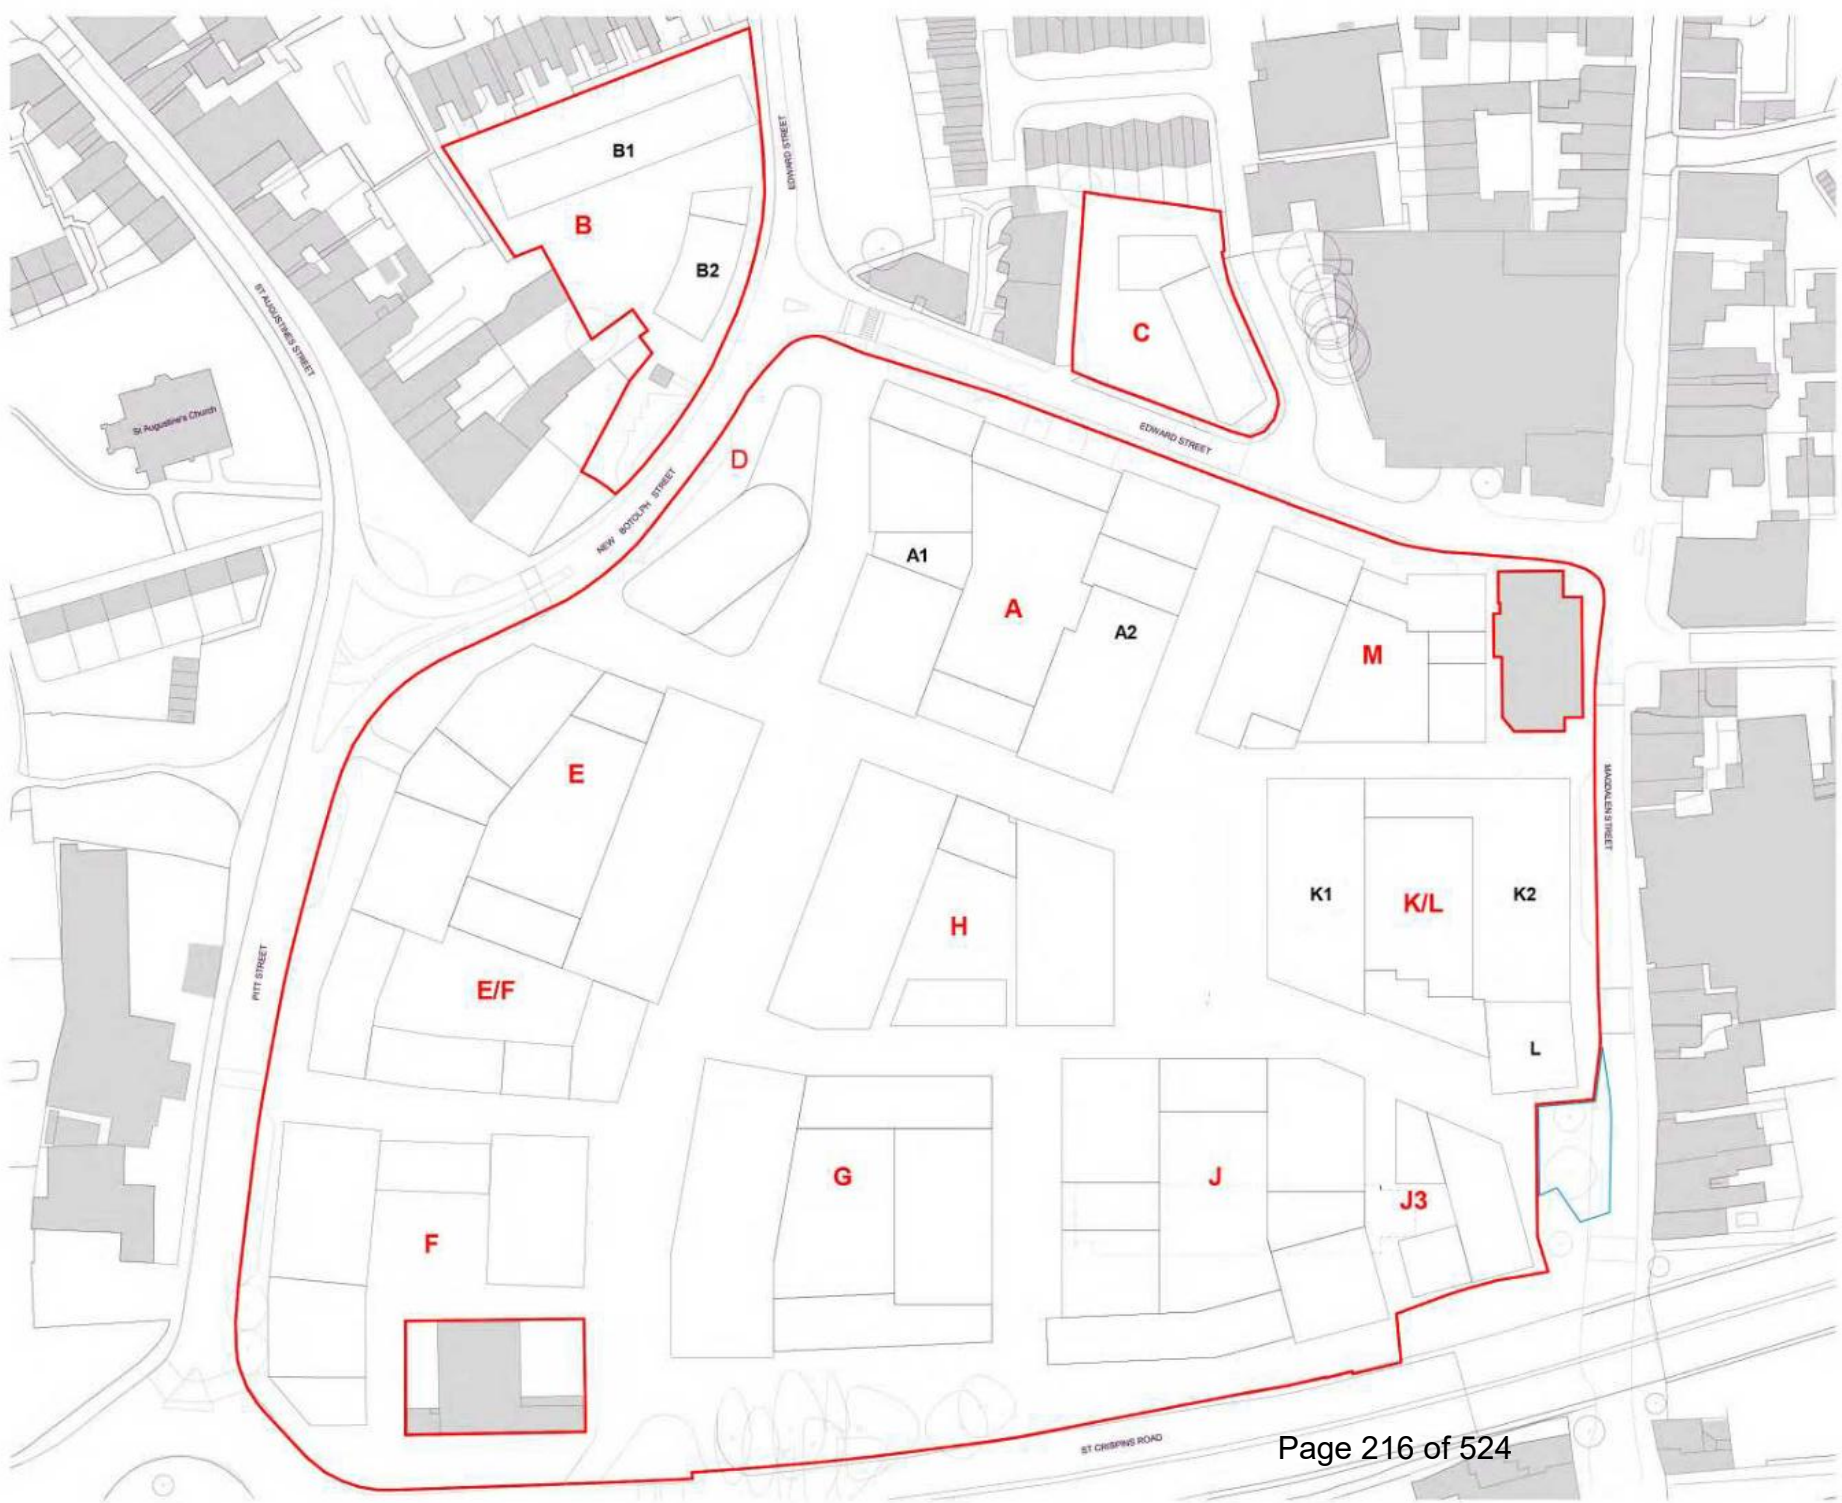 EDWARD STREET
B1
B
B2
C
ST AUGUSTINES STREET
St Augustine's Church
EDWARD STREET
D
NEW BOTOLPH STREET
A1
A
A2
M
E
MAGDALEN STREET
K1
K/L
K2
H
PITT STREET
E/F
L
G
J
J3
F
ST CRISPINS ROAD
Page 216 of 524